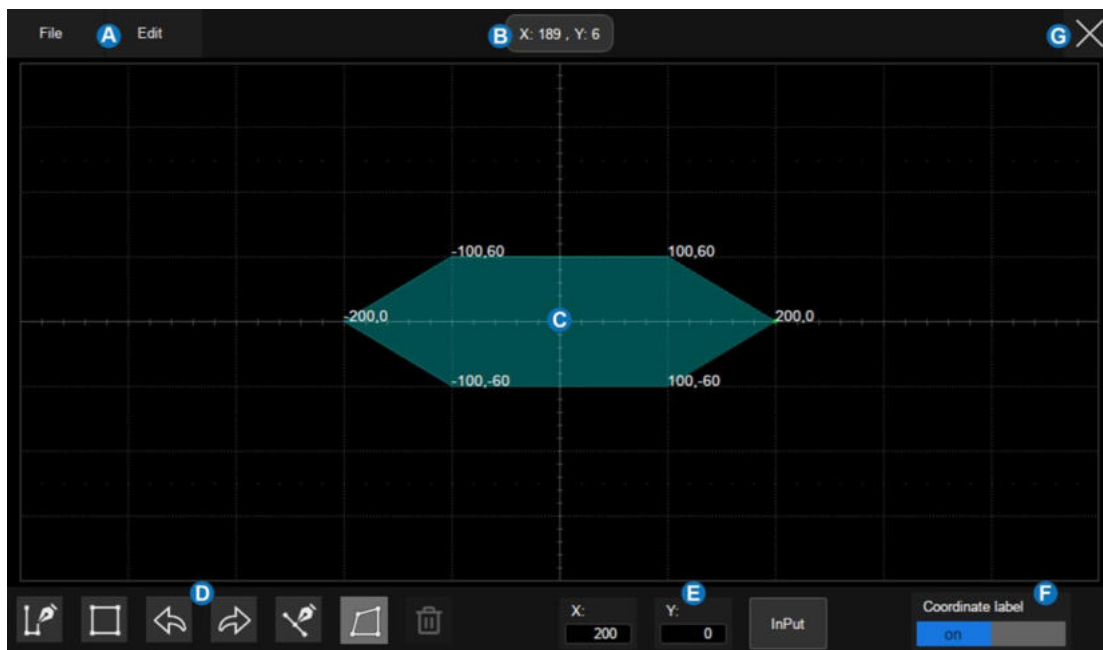 File A Edit B X: 189 , Y: 6 G
-100,60 100,60
-200,0 C 200,0
-100,-60 100,-60
D E F
X: Y: Coordinate label
200 0 InPut on